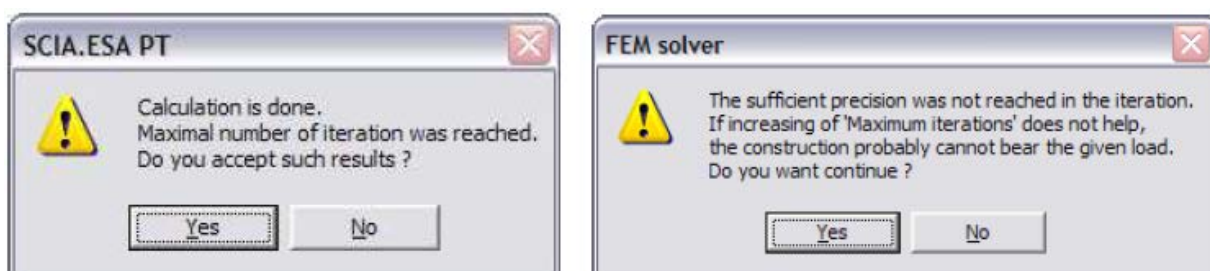 SCIA.ESA PT
Calculation is done.
Maximal number of iteration was reached.
Do you accept such results ?
Yes
No
FEM solver
The sufficient precision was not reached in the iteration.
If increasing of 'Maximum iterations' does not help,
the construction probably cannot bear the given load.
Do you want continue ?
Yes
No